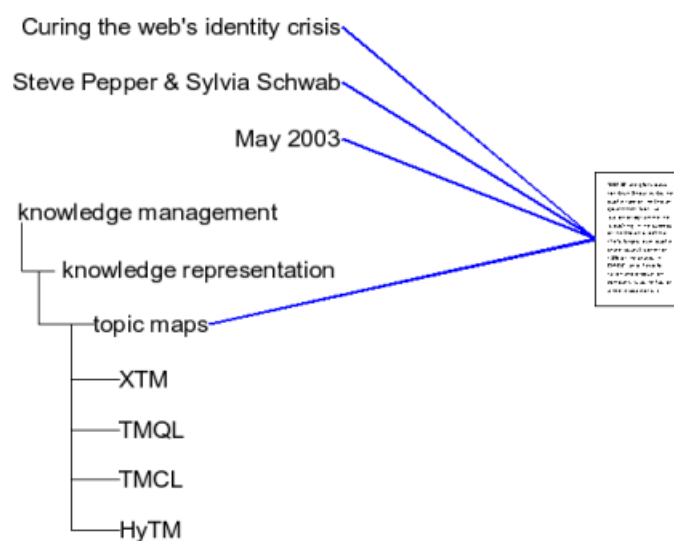 Curing the web's identity crisis
Steve Pepper & Sylvia Schwab
May 2003
knowledge management
knowledge representation
topic maps
XTM
TMQL
TMCL
HyTM